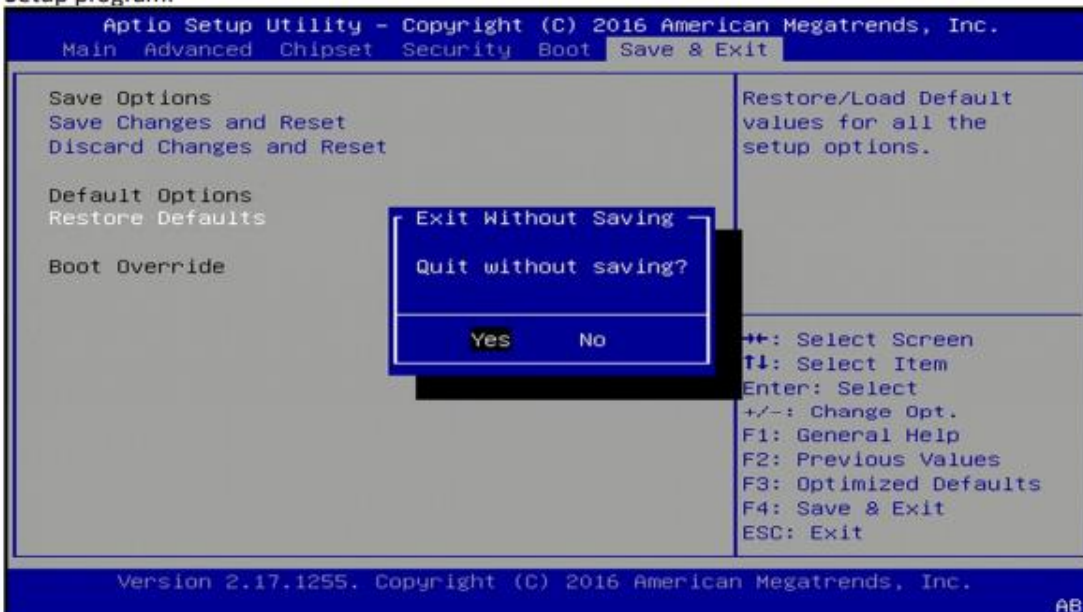 setup program.
Aptio Setup Utility – Copyright (C) 2016 American Megatrends, Inc.
Main Advanced Chipset Security Boot Save & Exit
Save Options
Save Changes and Reset
Discard Changes and Reset
Default Options
Restore Defaults
Boot Override
Restore/Load Default
values for all the
setup options.
Exit Without Saving
Quit without saving?
Yes No
→←: Select Screen
↑↓: Select Item
Enter: Select
+/-: Change Opt.
F1: General Help
F2: Previous Values
F3: Optimized Defaults
F4: Save & Exit
ESC: Exit
Version 2.17.1255. Copyright (C) 2016 American Megatrends, Inc.
AB